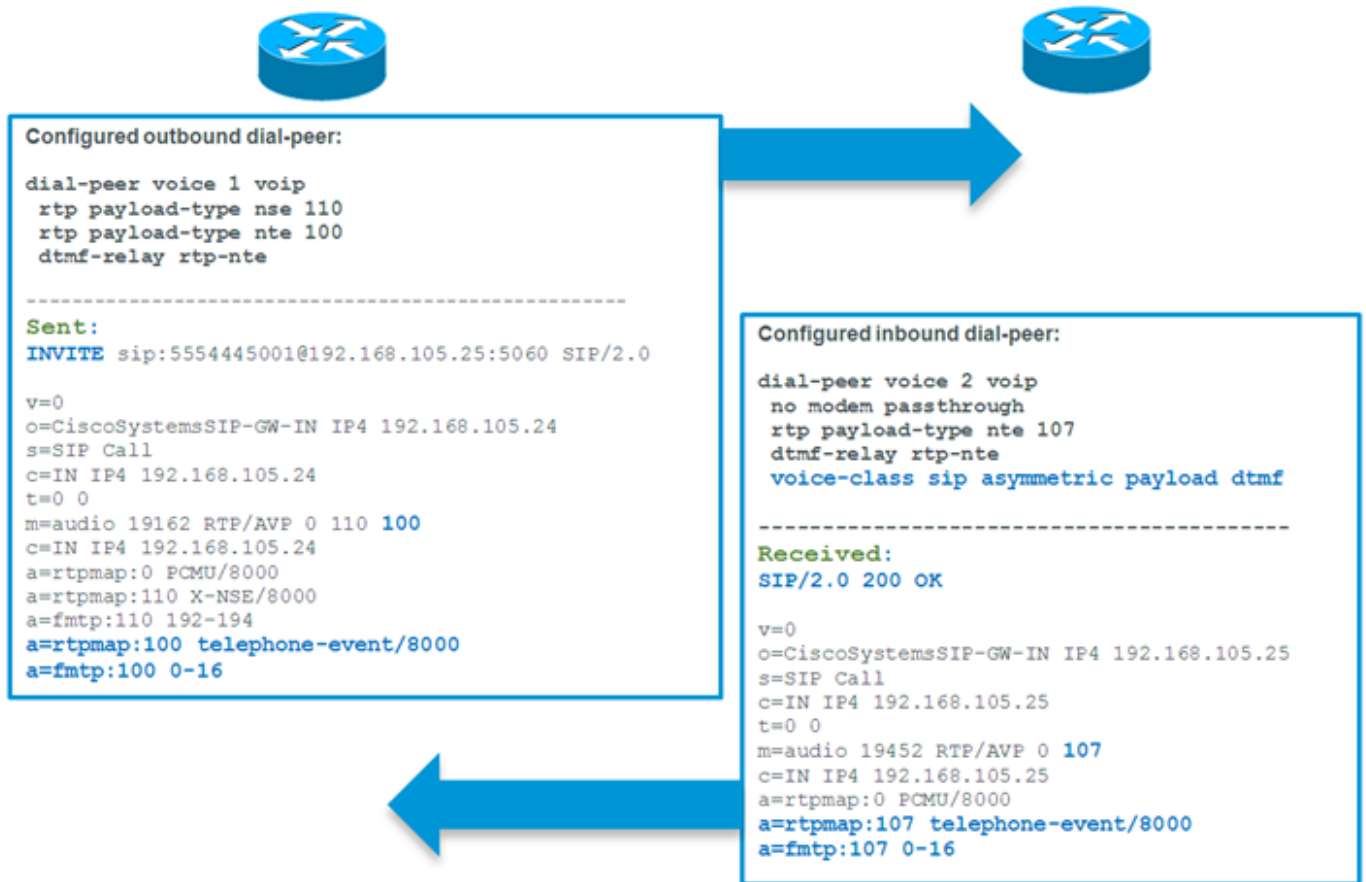 Configured outbound dial-peer:
dial-peer voice 1 voip
rtp payload-type nse 110
rtp payload-type nte 100
dtmf-relay rtp-nte
----------------------------------------------------
Sent:
INVITE sip:5554445001@192.168.105.25:5060 SIP/2.0
v=0
o=CiscoSystemsSIP-GW-IN IP4 192.168.105.24
s=SIP Call
c=IN IP4 192.168.105.24
t=0 0
m=audio 19162 RTP/AVP 0 110 100
c=IN IP4 192.168.105.24
a=rtpmap:0 PCMU/8000
a=rtpmap:110 X-NSE/8000
a=fmtp:110 192-194
a=rtpmap:100 telephone-event/8000
a=fmtp:100 0-16
Configured inbound dial-peer:
dial-peer voice 2 voip
no modem passthrough
rtp payload-type nte 107
dtmf-relay rtp-nte
voice-class sip asymmetric payload dtmf
------------------------------------------
Received:
SIP/2.0 200 OK
v=0
o=CiscoSystemsSIP-GW-IN IP4 192.168.105.25
s=SIP Call
c=IN IP4 192.168.105.25
t=0 0
m=audio 19452 RTP/AVP 0 107
c=IN IP4 192.168.105.25
a=rtpmap:0 PCMU/8000
a=rtpmap:107 telephone-event/8000
a=fmtp:107 0-16